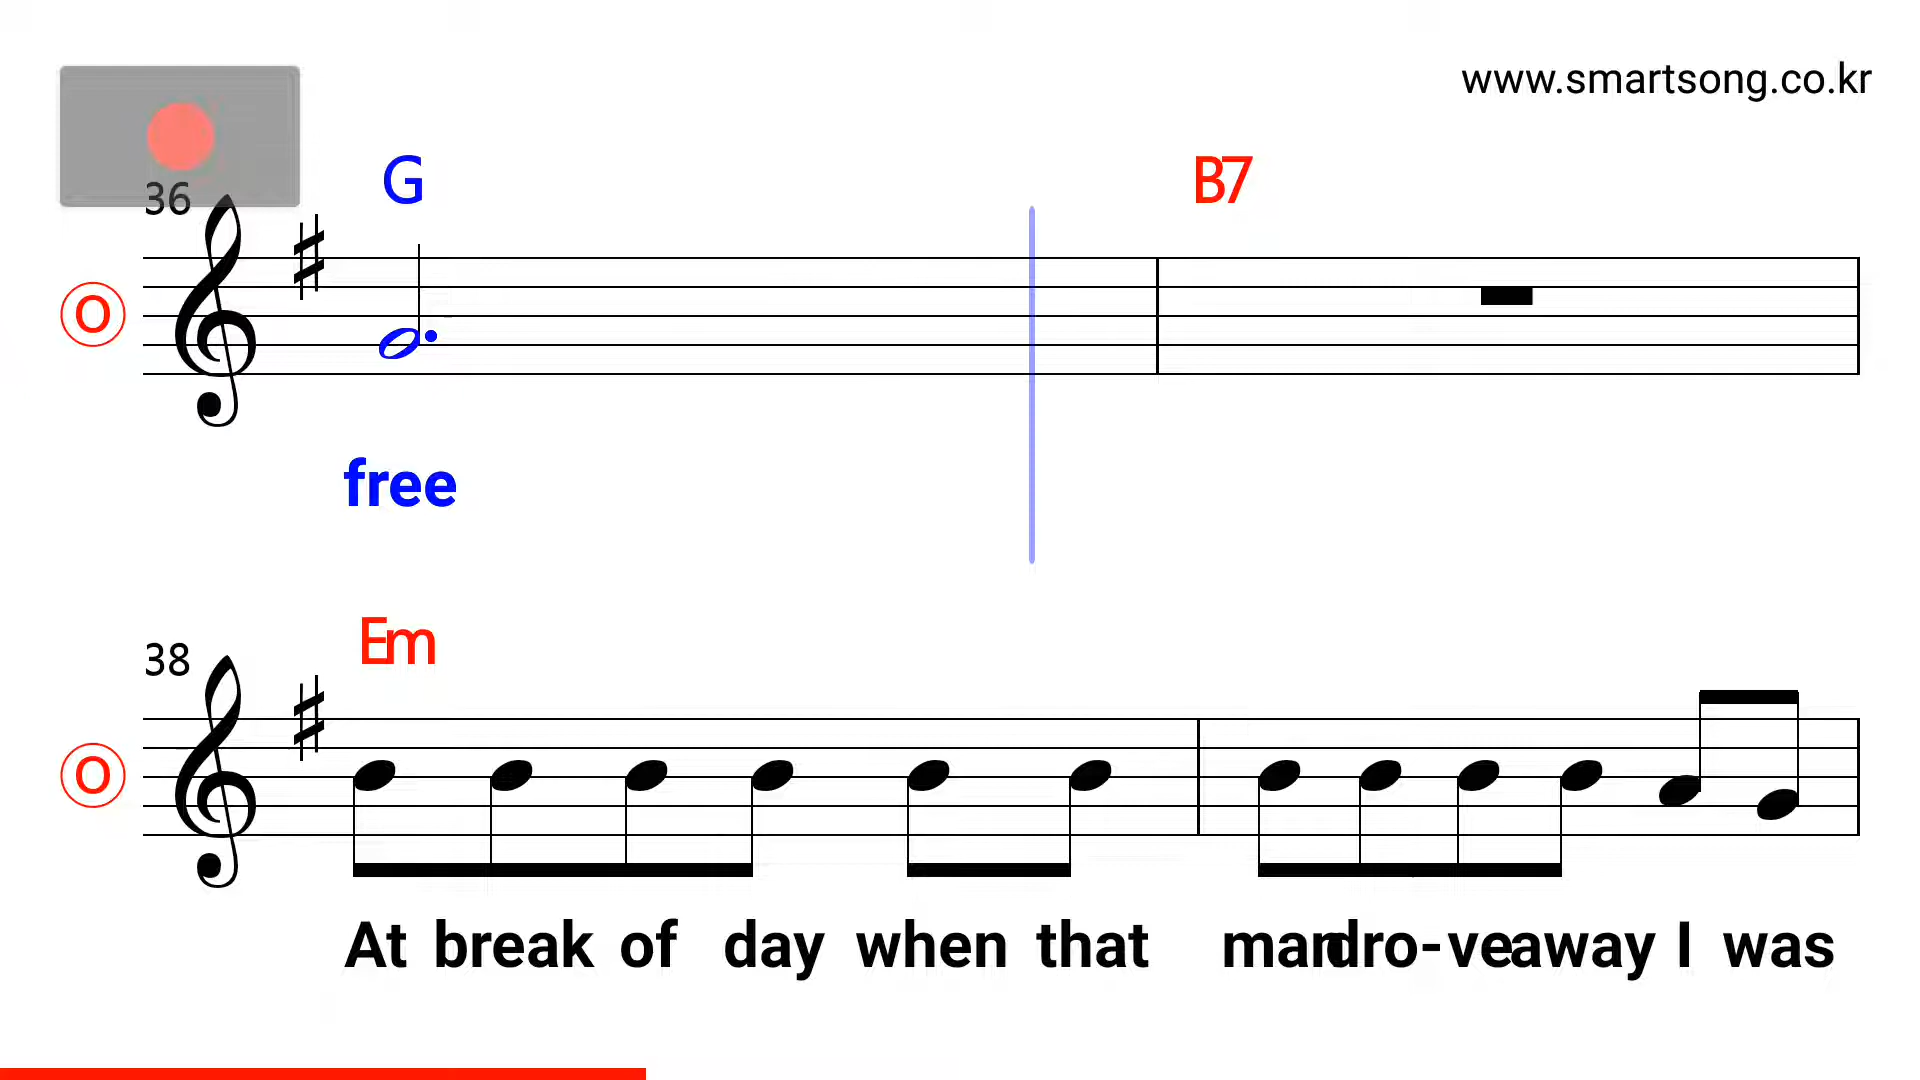 www.smartsong.co.kr
36 G B7
O
free
38 Em
O
At break of day when that man dro-ve away I was